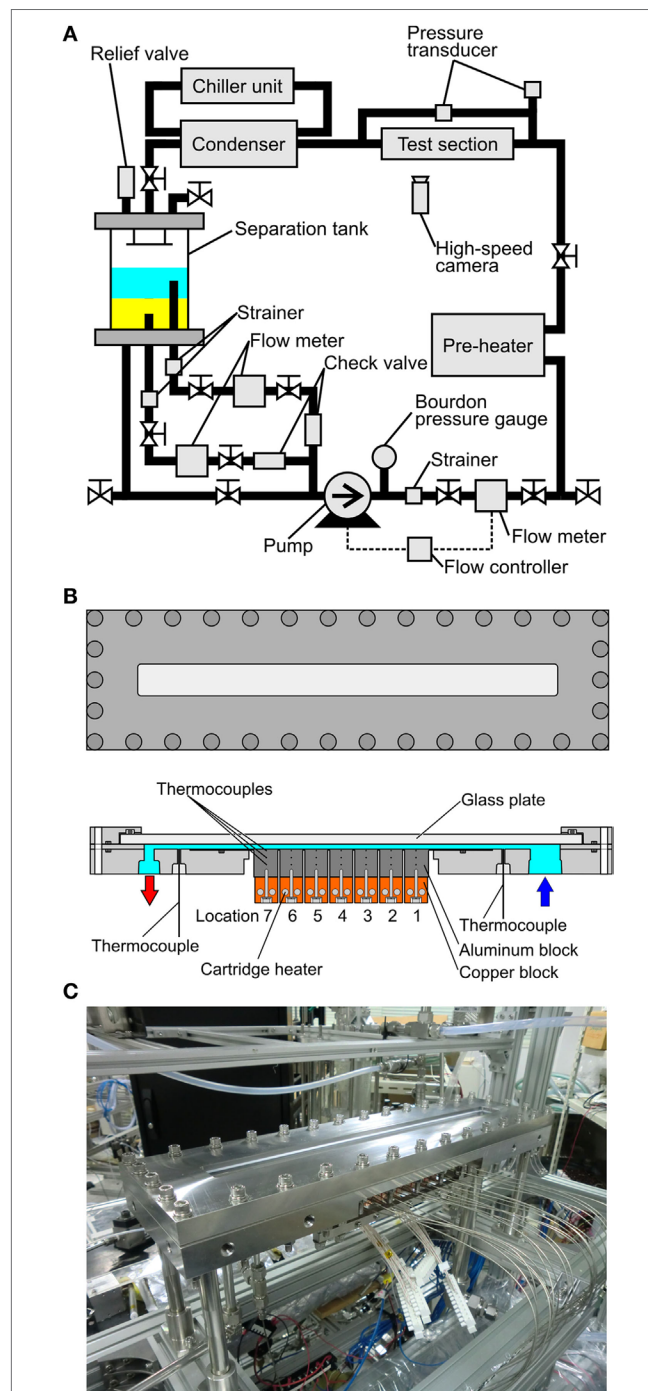 A
Relief valve
Pressure
transducer
Chiller unit
Condenser
Test section
Separation tank
High-speed
camera
Strainer
Flow meter
Pre-heater
Check valve
Bourdon
pressure gauge
Strainer
Pump
Flow meter
Flow controller
B
Thermocouples
Glass plate
Location 7 6 5 4 3 2 1
Thermocouple
Thermocouple
Aluminum block
Cartridge heater
Copper block
C